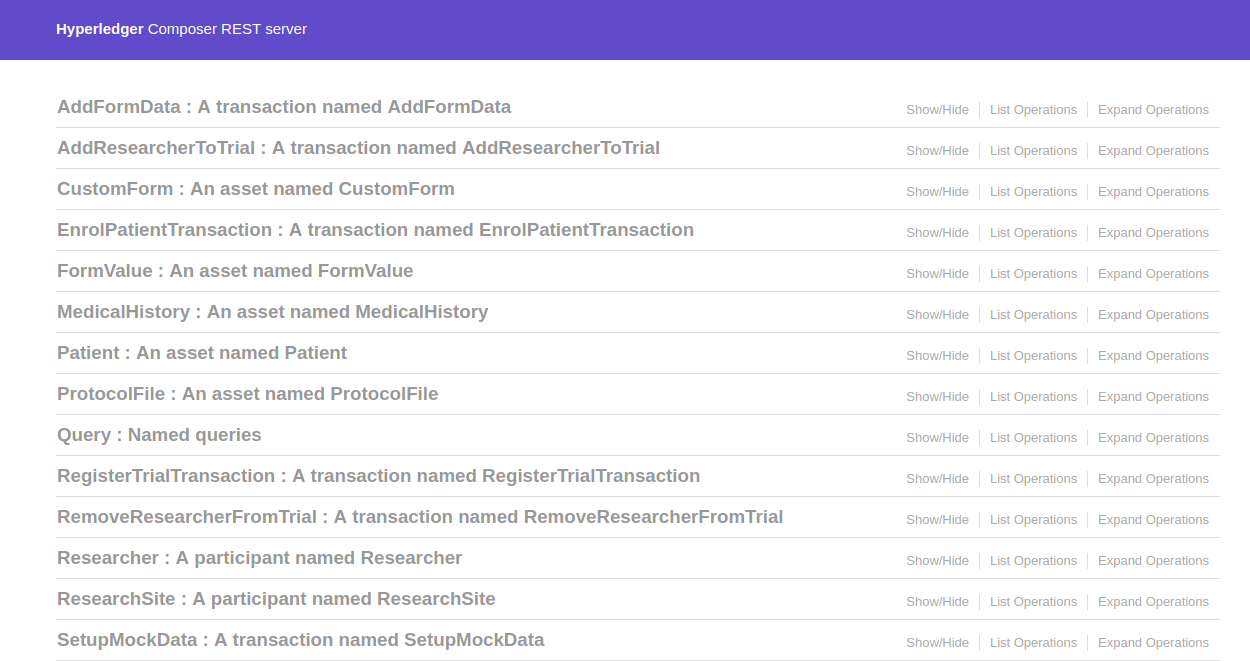 Hyperledger Composer REST server
AddFormData : A transaction named AddFormData Show/Hide List Operations Expand Operations
AddResearcherToTrial : A transaction named AddResearcherToTrial Show/Hide List Operations Expand Operations
CustomForm : An asset named CustomForm Show/Hide List Operations Expand Operations
EnrolPatientTransaction : A transaction named EnrolPatientTransaction Show/Hide List Operations Expand Operations
FormValue : An asset named FormValue Show/Hide List Operations Expand Operations
MedicalHistory : An asset named MedicalHistory Show/Hide List Operations Expand Operations
Patient : An asset named Patient Show/Hide List Operations Expand Operations
ProtocolFile : An asset named ProtocolFile Show/Hide List Operations Expand Operations
Query : Named queries Show/Hide List Operations Expand Operations
RegisterTrialTransaction : A transaction named RegisterTrialTransaction Show/Hide List Operations Expand Operations
RemoveResearcherFromTrial : A transaction named RemoveResearcherFromTrial Show/Hide List Operations Expand Operations
Researcher : A participant named Researcher Show/Hide List Operations Expand Operations
ResearchSite : A participant named ResearchSite Show/Hide List Operations Expand Operations
SetupMockData : A transaction named SetupMockData Show/Hide List Operations Expand Operations